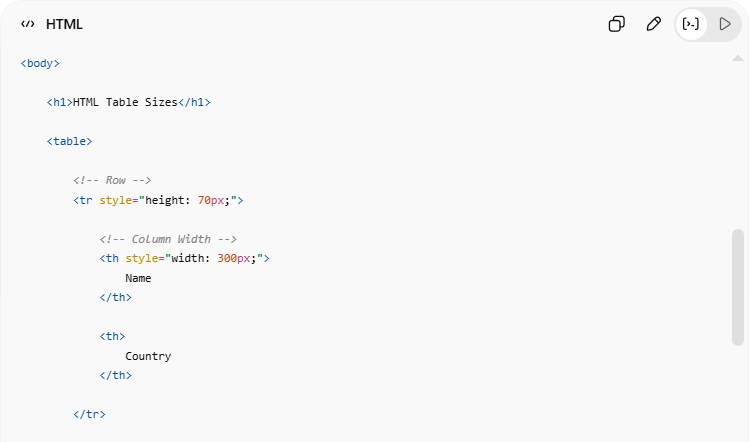 </> HTML
<body>
<h1>HTML Table Sizes</h1>
<table>
<!-- Row -->
<tr style="height: 70px;">
<!-- Column Width -->
<th style="width: 300px;">
Name
</th>
<th>
Country
</th>
</tr>